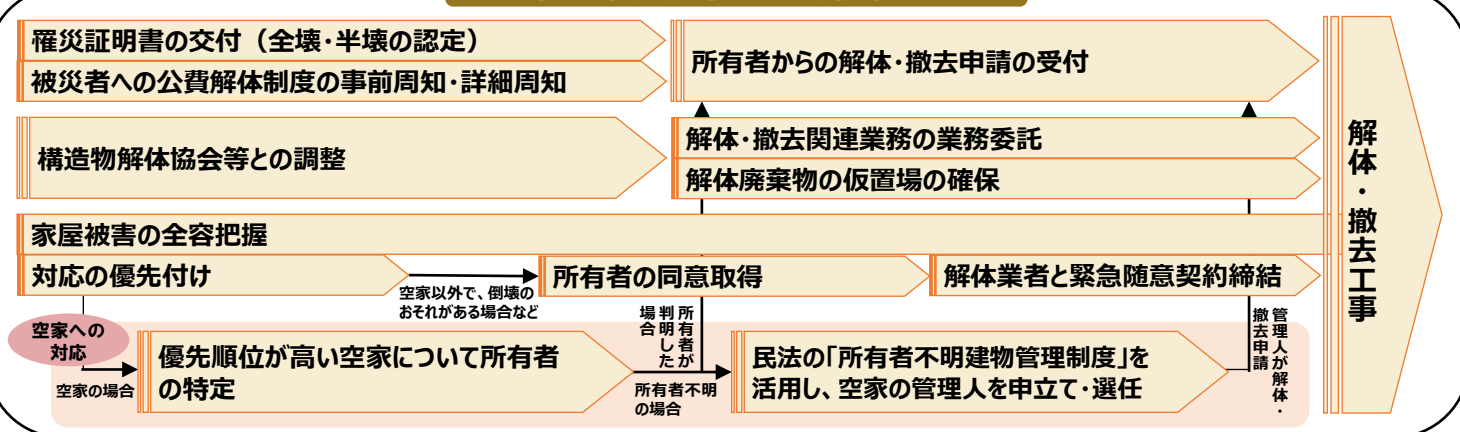 罹災証明書の交付（全壊・半壊の認定）
被災者への公費解体制度の事前周知・詳細周知
所有者からの解体・撤去申請の受付
構造物解体協会等との調整
解体・撤去関連業務の業務委託
解体廃棄物の仮置場の確保
家屋被害の全容把握
対応の優先付け
空家以外で、倒壊の
おそれがある場合など
所有者の同意取得
解体業者と緊急随意契約締結
空家への
対応
空家の場合
優先順位が高い空家について所有者
の特定
所有者が
判明した
場合
所有者不明
の場合
民法の「所有者不明建物管理制度」を
活用し、空家の管理人を申立て・選任
管理人が解体・
撤去申請
解体・撤去工事